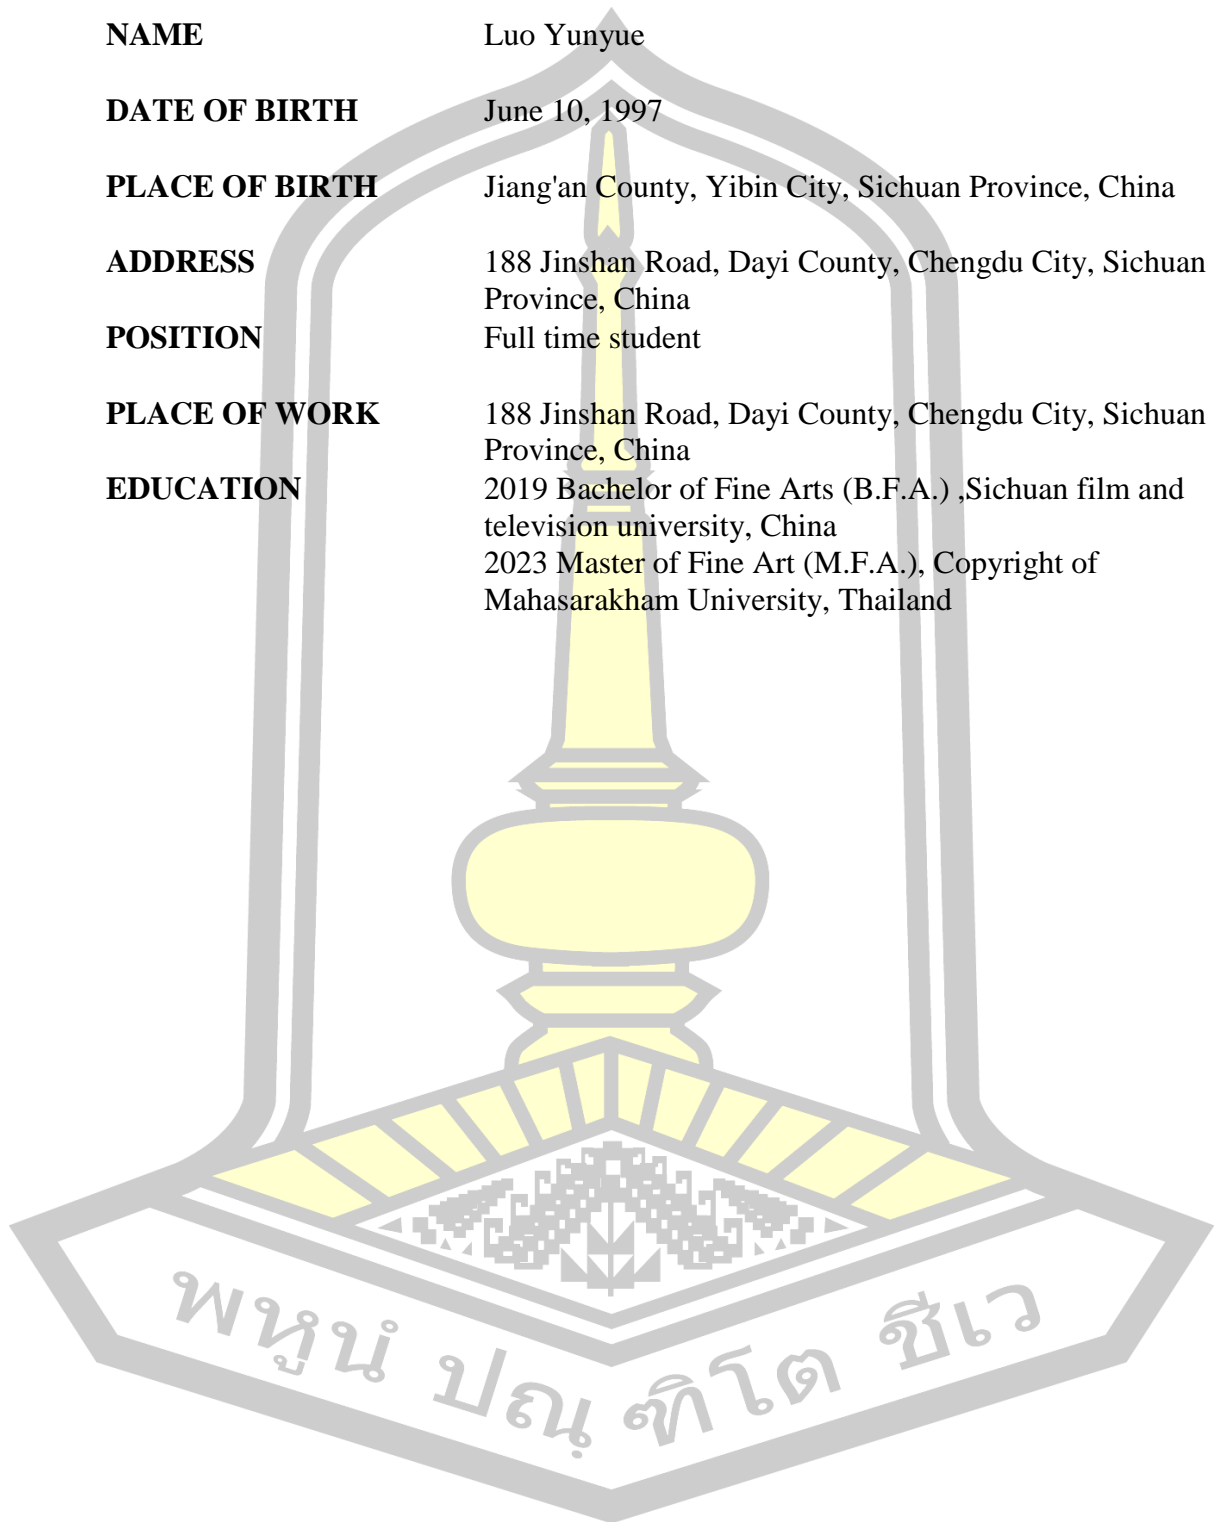 NAME Luo Yunyue
DATE OF BIRTH June 10, 1997
PLACE OF BIRTH Jiang'an County, Yibin City, Sichuan Province, China
ADDRESS 188 Jinshan Road, Dayi County, Chengdu City, Sichuan
Province, China
POSITION Full time student
PLACE OF WORK 188 Jinshan Road, Dayi County, Chengdu City, Sichuan
Province, China
EDUCATION 2019 Bachelor of Fine Arts (B.F.A.) ,Sichuan film and
television university, China
2023 Master of Fine Art (M.F.A.), Copyright of
Mahasarakham University, Thailand
พหูนํ ปณฺ ฑิโต ชีเว